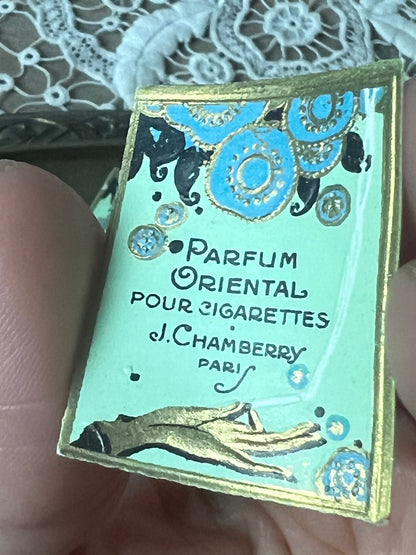 PARFUM
ORIENTAL
POUR CIGARETTES
J. CHAMBERRY
PARIS